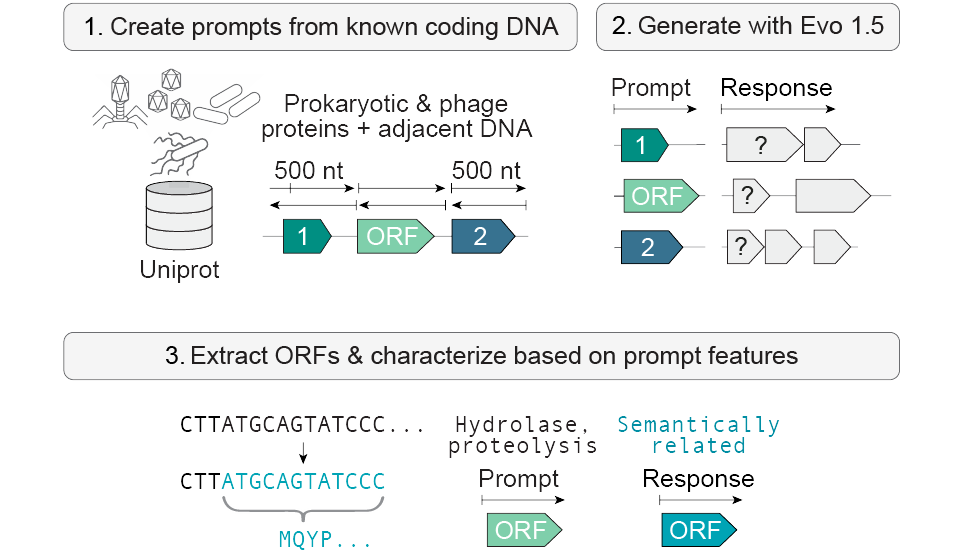 1. Create prompts from known coding DNA
2. Generate with Evo 1.5
Prokaryotic & phage
proteins + adjacent DNA
500 nt
500 nt
1
ORF
2
Uniprot
Prompt
Response
1
?
ORF
?
2
?
3. Extract ORFs & characterize based on prompt features
CTTATGCAGTATCCC...
CTTATGCAGTATCCC
MQYP...
Hydrolase,
proteolysis
Prompt
ORF
Semantically
related
Response
ORF